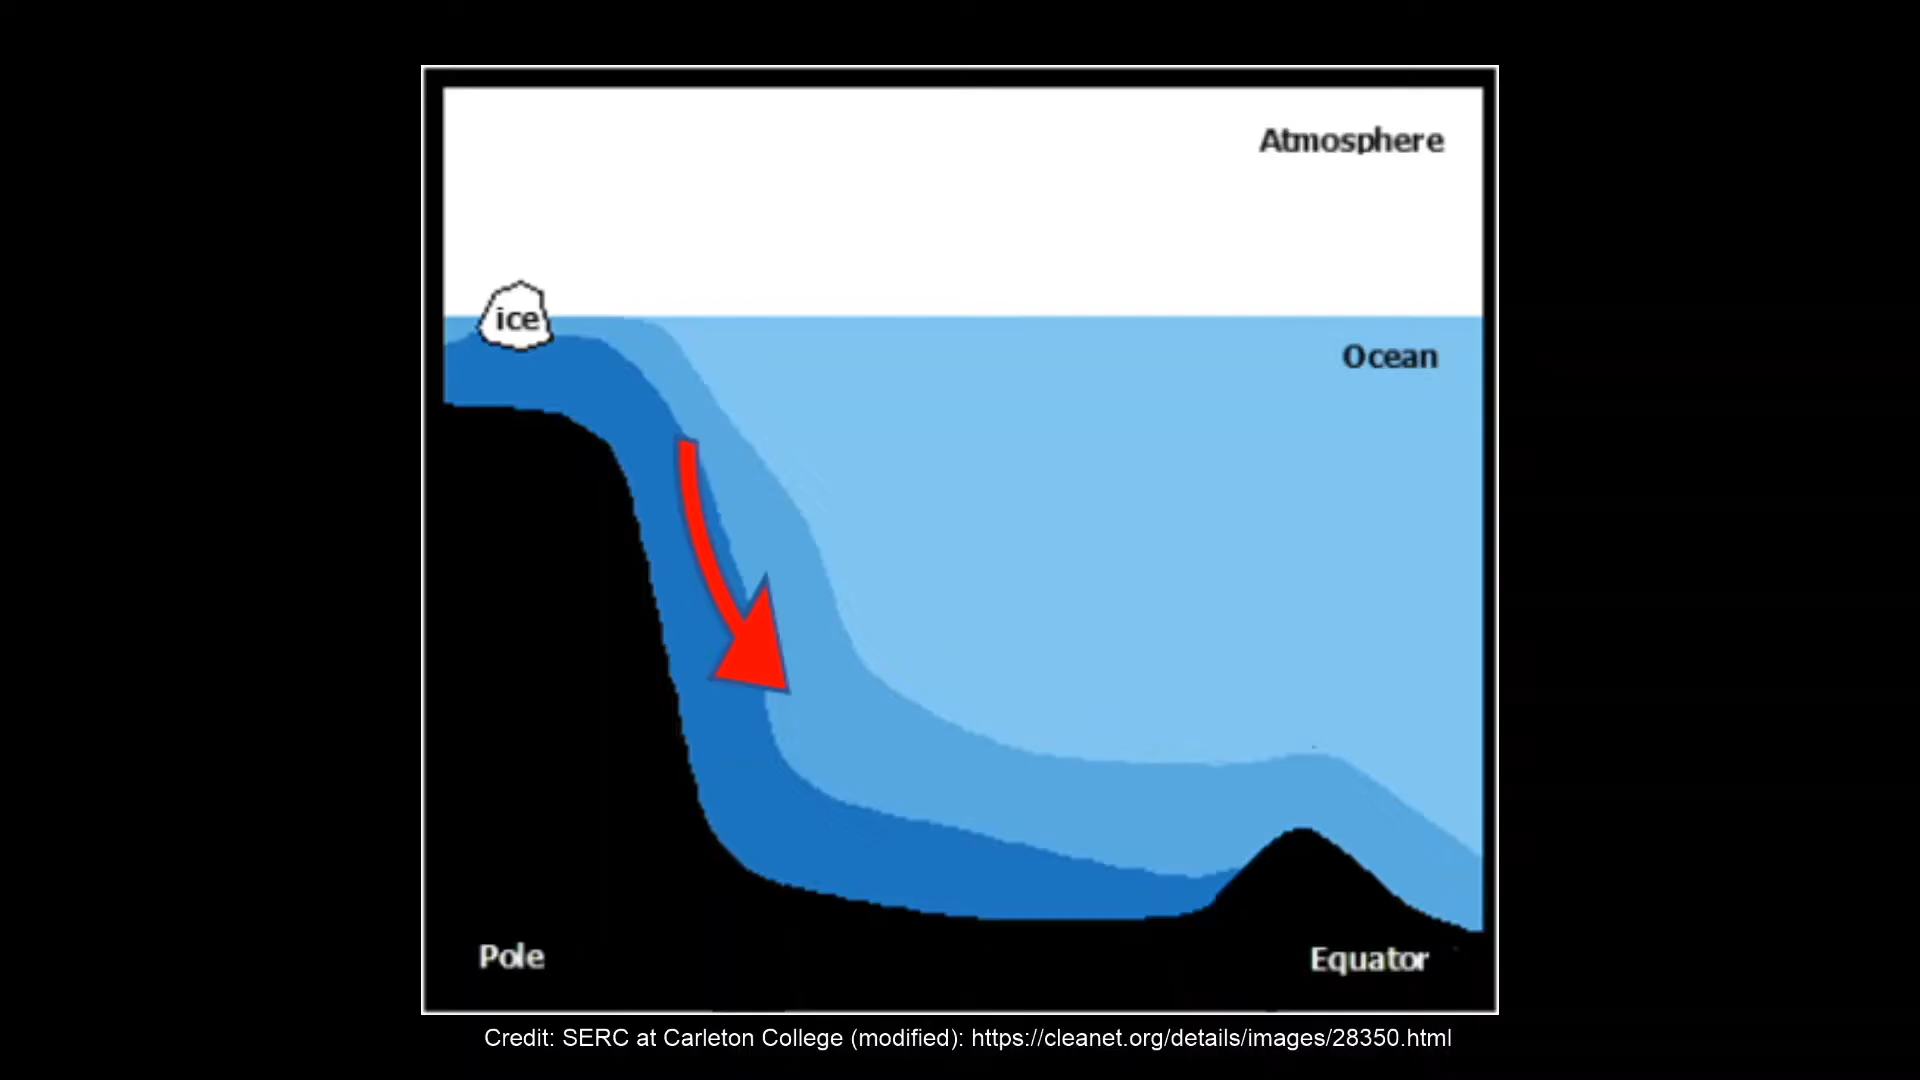 Atmosphere
ice
Ocean
Pole
Equator
Credit: SERC at Carleton College (modified): https://cleanet.org/details/images/28350.html